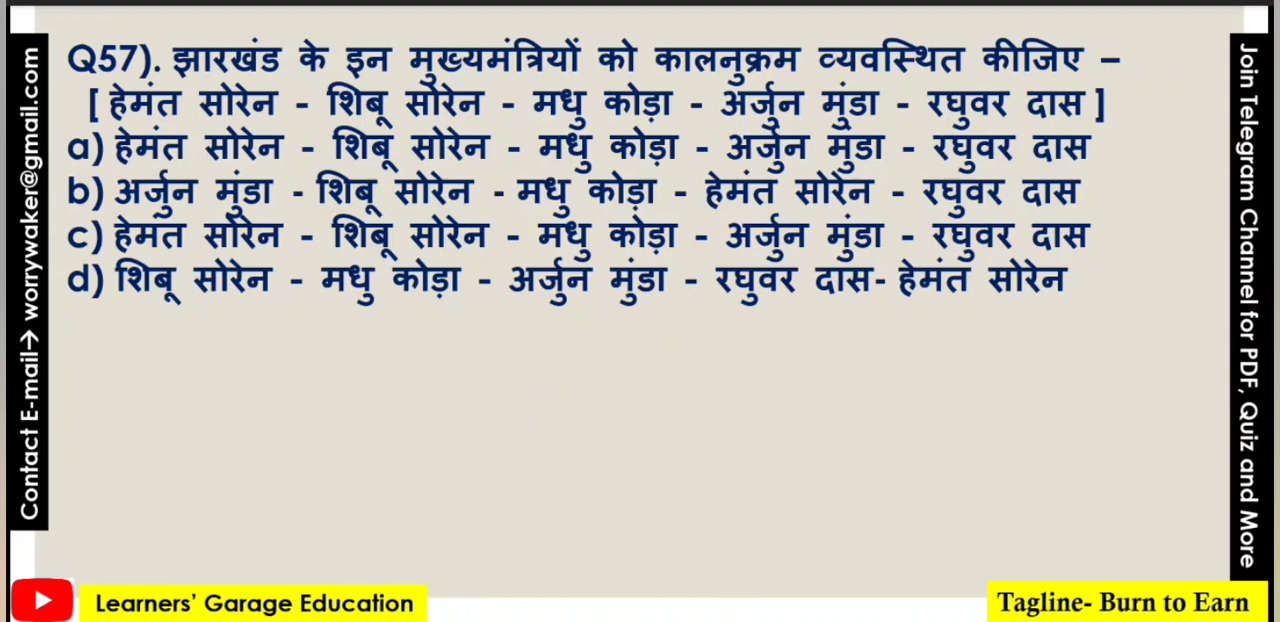 Q57). झारखंड के इन मुख्यमंत्रियों को कालनुक्रम व्यवस्थित कीजिए –
[ हेमंत सोरेन - शिबू सोरेन - मधु कोड़ा - अर्जुन मुंडा - रघुवर दास ]
a) हेमंत सोरेन - शिबू सोरेन - मधु कोड़ा - अर्जुन मुंडा - रघुवर दास
b) अर्जुन मुंडा - शिबू सोरेन - मधु कोड़ा - हेमंत सोरेन - रघुवर दास
c) हेमंत सोरेन - शिबू सोरेन - मधु कोड़ा - अर्जुन मुंडा - रघुवर दास
d) शिबू सोरेन - मधु कोड़ा - अर्जुन मुंडा - रघुवर दास- हेमंत सोरेन
Contact E-mail→ worrywaker@gmail.com
Join Telegram Channel for PDF, Quiz and More
Learners’ Garage Education
Tagline- Burn to Earn